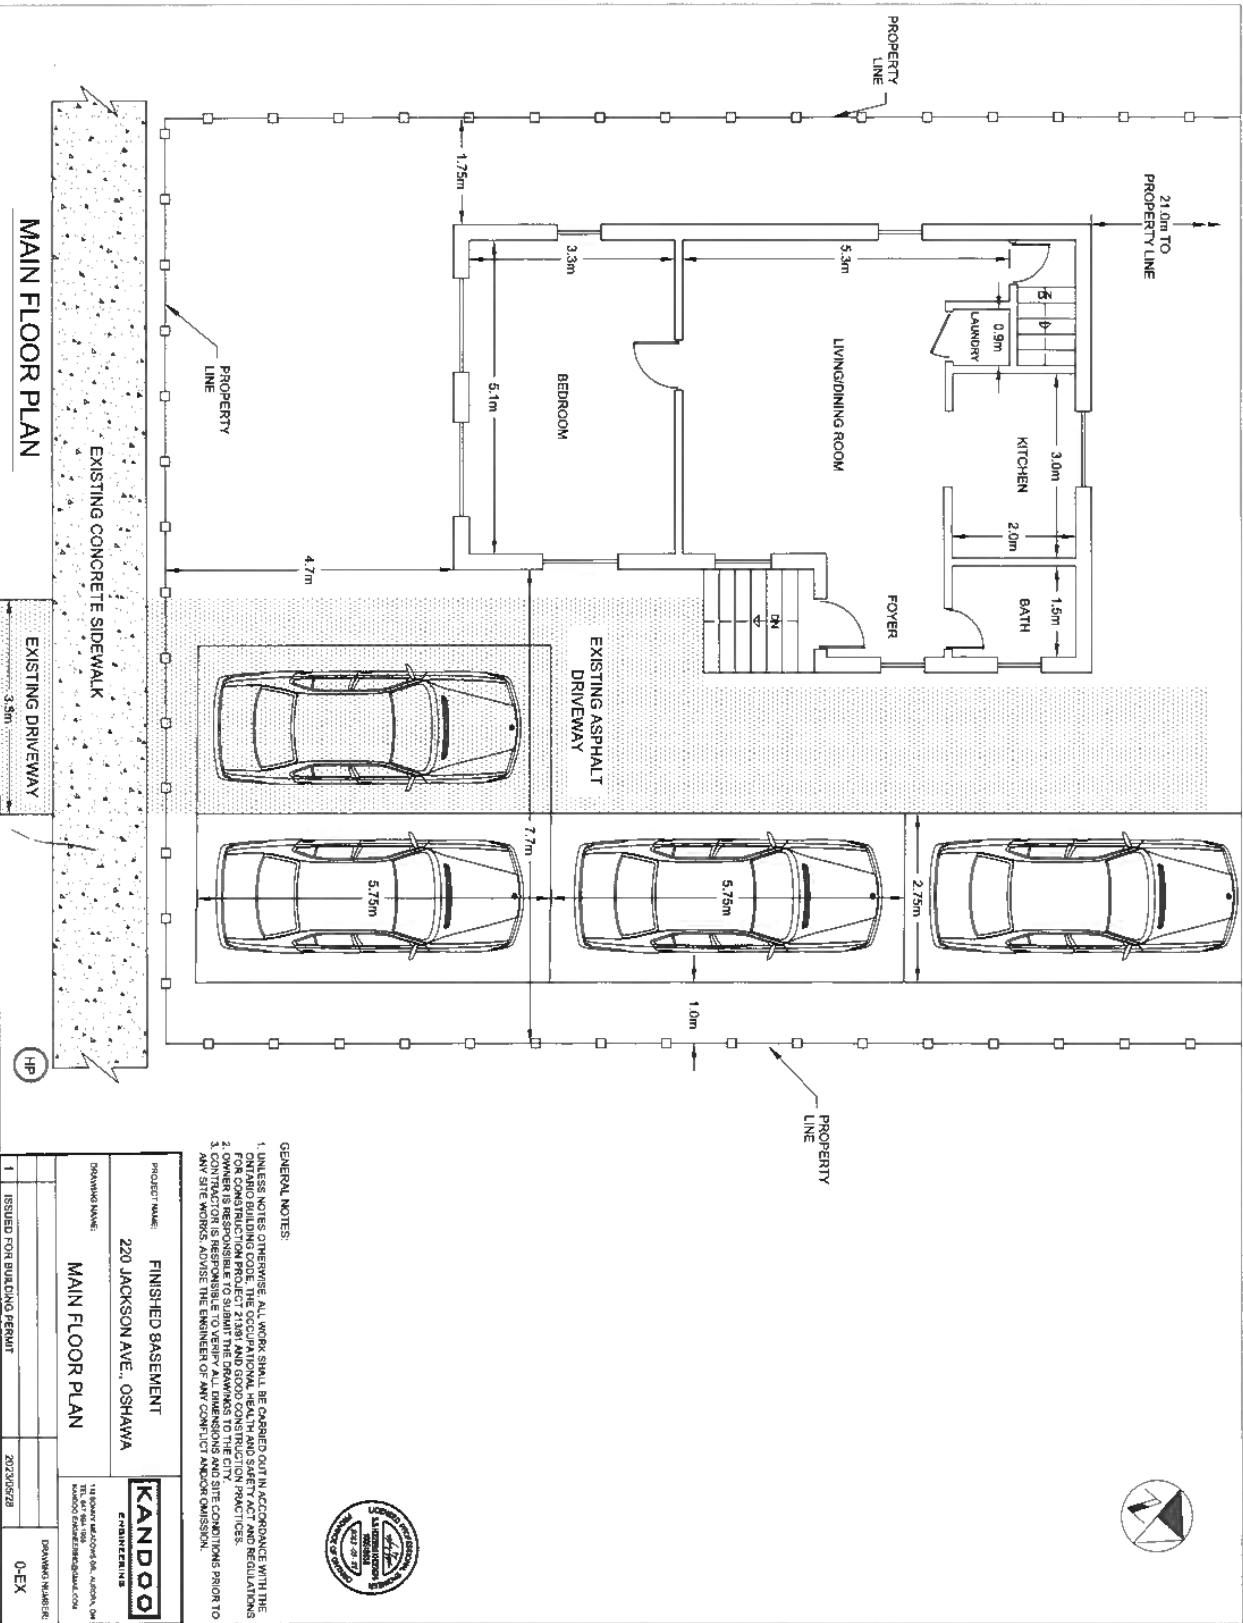 PROPERTY
LINE
21.0m TO
PROPERTY LINE
1.75m
3.3m
5.3m
LAUNDRY
0.9m
LIVING/DINING ROOM
KITCHEN
3.0m
2.0m
BEDROOM
5.1m
BATH
1.5m
FOYER
DN
PROPERTY
LINE
4.7m
EXISTING ASPHALT
DRIVEWAY
7.7m
5.75m
5.75m
2.75m
1.0m
PROPERTY
LINE
EXISTING CONCRETE SIDEWALK
EXISTING DRIVEWAY
3.5m
HP
MAIN FLOOR PLAN
GENERAL NOTES:
1. UNLESS NOTES OTHERWISE, ALL WORK SHALL BE CARRIED OUT IN ACCORDANCE WITH THE
ONTARIO BUILDING CODE, THE OCCUPATIONAL HEALTH AND SAFETY ACT AND REGULATIONS
FOR CONSTRUCTION PROJECT 213/91 AND GOOD CONSTRUCTION PRACTICES.
2. OWNER IS RESPONSIBLE TO SUBMIT THE DRAWINGS TO THE CITY.
3. CONTRACTOR IS RESPONSIBLE TO VERIFY ALL DIMENSIONS AND SITE CONDITIONS PRIOR TO
ANY SITE WORKS. ADVISE THE ENGINEER OF ANY CONFLICT AND/OR OMISSION.
PROJECT NAME:
FINISHED BASEMENT
220 JACKSON AVE., OSHAWA
DRAWING NAME:
MAIN FLOOR PLAN
KANDOO
ENGINEERING
1 ISSUED FOR BUILDING PERMIT 2023/05/28
DRAWING NUMBER:
0-EX